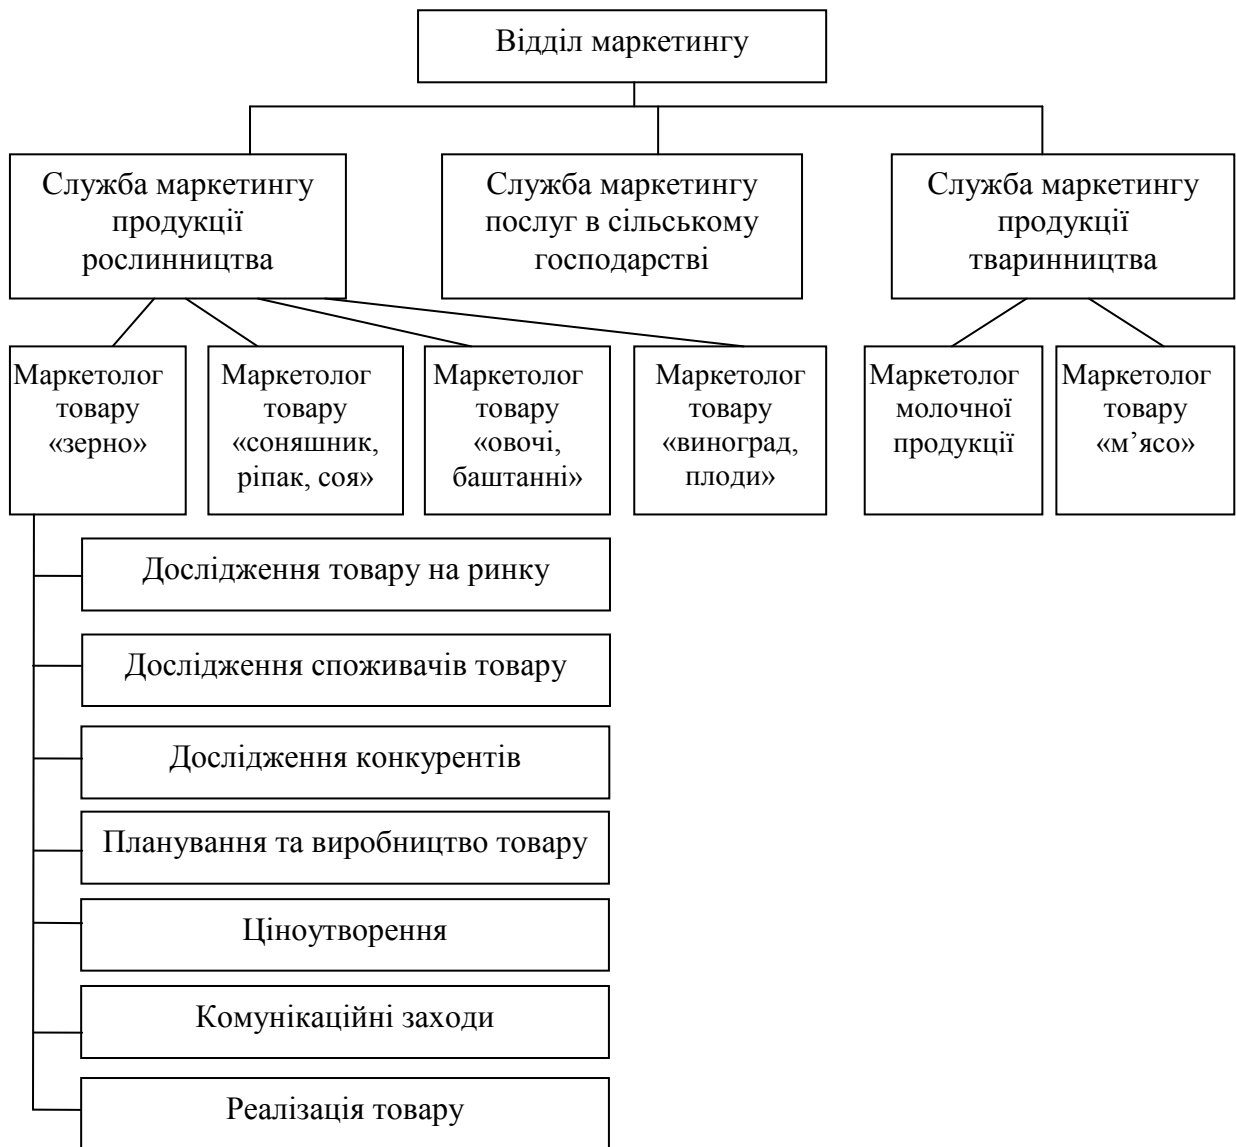 Відділ маркетингу
Служба маркетингу
продукції
рослинництва
Служба маркетингу
послуг в сільському
господарстві
Служба маркетингу
продукції
тваринництва
Маркетолог
товару
«зерно»
Маркетолог
товару
«соняшник,
ріпак, соя»
Маркетолог
товару
«овочі,
баштанні»
Маркетолог
товару
«виноград,
плоди»
Маркетолог
молочної
продукції
Маркетолог
товару
«м’ясо»
Дослідження товару на ринку
Дослідження споживачів товару
Дослідження конкурентів
Планування та виробництво товару
Ціноутворення
Комунікаційні заходи
Реалізація товару